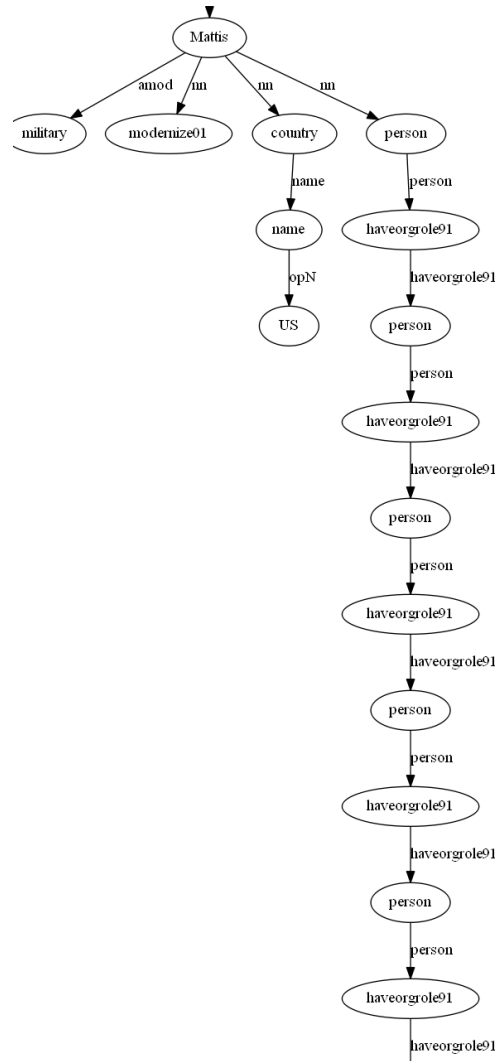 Mattis
amod nn nn nn
military modernize01 country person
name person
name haveorgrole91
opN haveorgrole91
US person
person
haveorgrole91
haveorgrole91
person
person
haveorgrole91
haveorgrole91
person
person
haveorgrole91
haveorgrole91
person
person
haveorgrole91
haveorgrole91